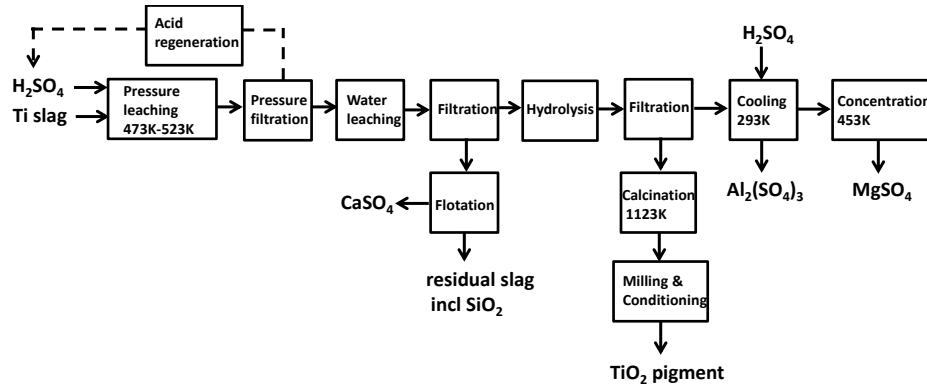 Acid
regeneration
H₂SO₄
H₂SO₄
Ti slag
Pressure
leaching
473K-523K
Pressure
filtration
Water
leaching
Filtration
Hydrolysis
Filtration
Cooling
293K
Concentration
453K
CaSO₄
Flotation
Calcination
1123K
Al₂(SO₄)₃
MgSO₄
residual slag
incl SiO₂
Milling &
Conditioning
TiO₂ pigment